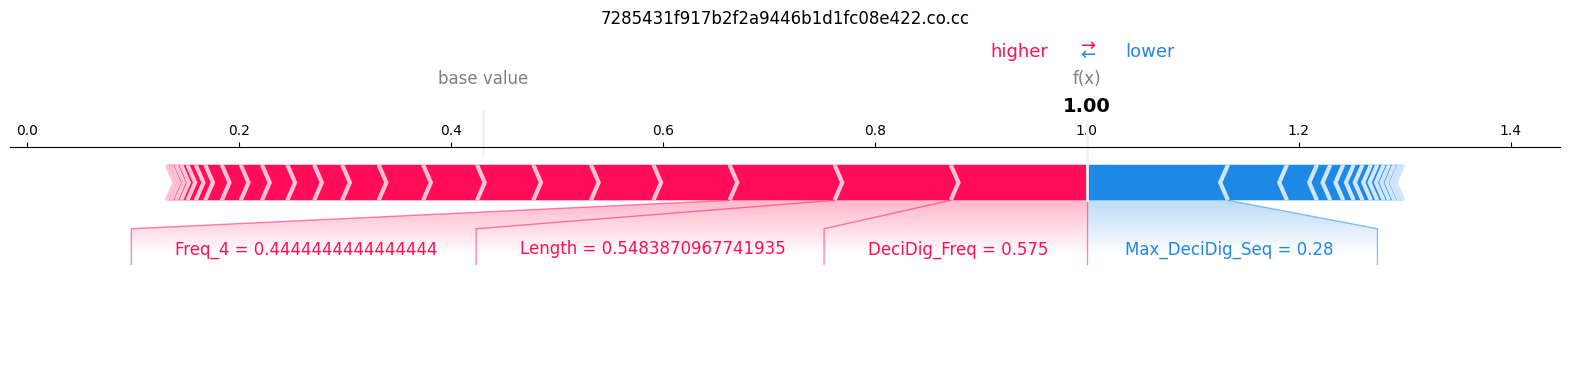 7285431f917b2f2a9446b1d1fc08e422.co.cc
higher ⇄ lower
base value f(x)
1.00
0.0 0.2 0.4 0.6 0.8 1.0 1.2 1.4
Freq_4 = 0.4444444444444444 Length = 0.5483870967741935 DeciDig_Freq = 0.575 Max_DeciDig_Seq = 0.28